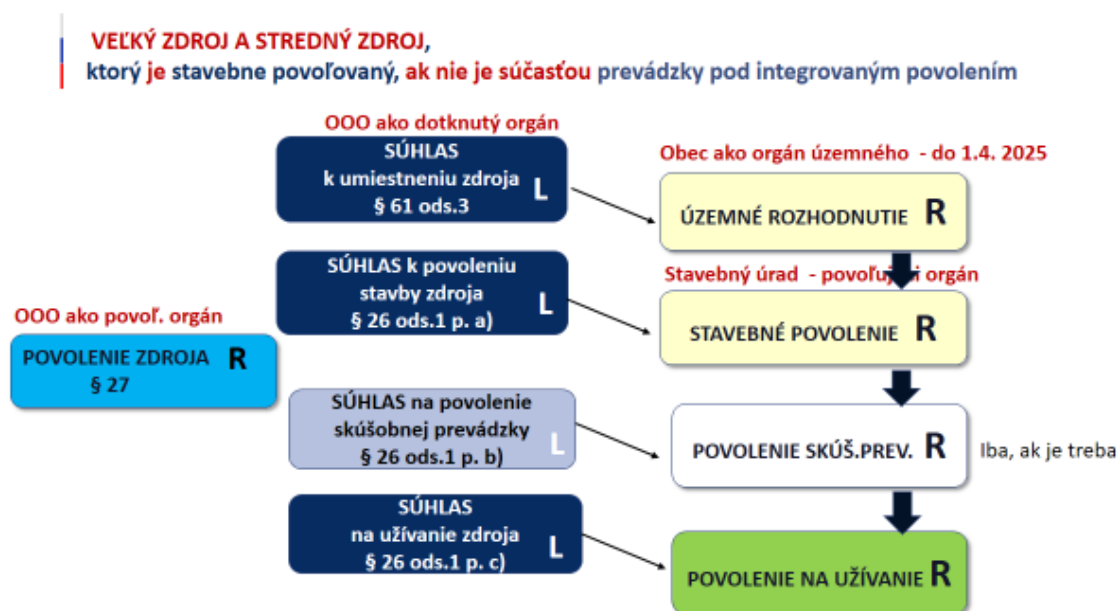 VEĽKÝ ZDROJ A STREDNÝ ZDROJ,
ktorý je stavebne povoľovaný, ak nie je súčasťou prevádzky pod integrovaným povolením
OOO ako dotknutý orgán
SÚHLAS
k umiestneniu zdroja
§ 61 ods.3
L
Obec ako orgán územného - do 1.4. 2025
ÚZEMNÉ ROZHODNUTIE R
SÚHLAS k povoleniu
stavby zdroja
§ 26 ods.1 p. a)
L
Stavebný úrad - orgán
STAVEBNÉ POVOLENIE R
OOO ako povoľ. orgán
POVOLENIE ZDROJA R
§ 27
SÚHLAS na povolenie
skúšobnej prevádzky
§ 26 ods.1 p. b)
L
POVOLENIE SKÚŠ.PREV. R
Iba, ak je treba
SÚHLAS
na užívanie zdroja
§ 26 ods.1 p. c)
L
POVOLENIE NA UŽÍVANIE R